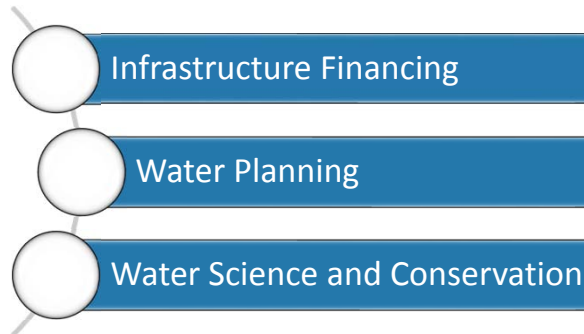 Infrastructure Financing
Water Planning
Water Science and Conservation